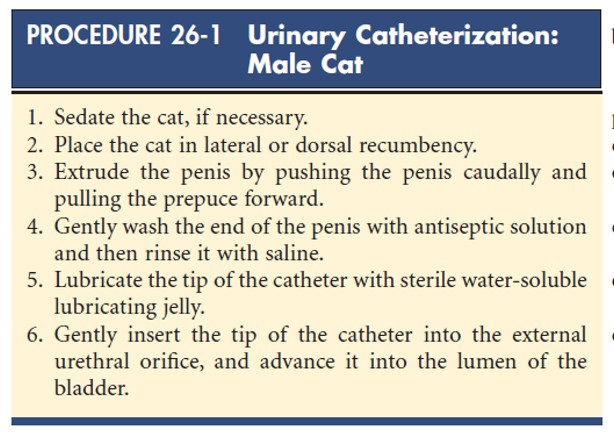 PROCEDURE 26-1 Urinary Catheterization:
Male Cat
1. Sedate the cat, if necessary.
2. Place the cat in lateral or dorsal recumbency.
3. Extrude the penis by pushing the penis caudally and
pulling the prepuce forward.
4. Gently wash the end of the penis with antiseptic solution
and then rinse it with saline.
5. Lubricate the tip of the catheter with sterile water-soluble
lubricating jelly.
6. Gently insert the tip of the catheter into the external
urethral orifice, and advance it into the lumen of the
bladder.